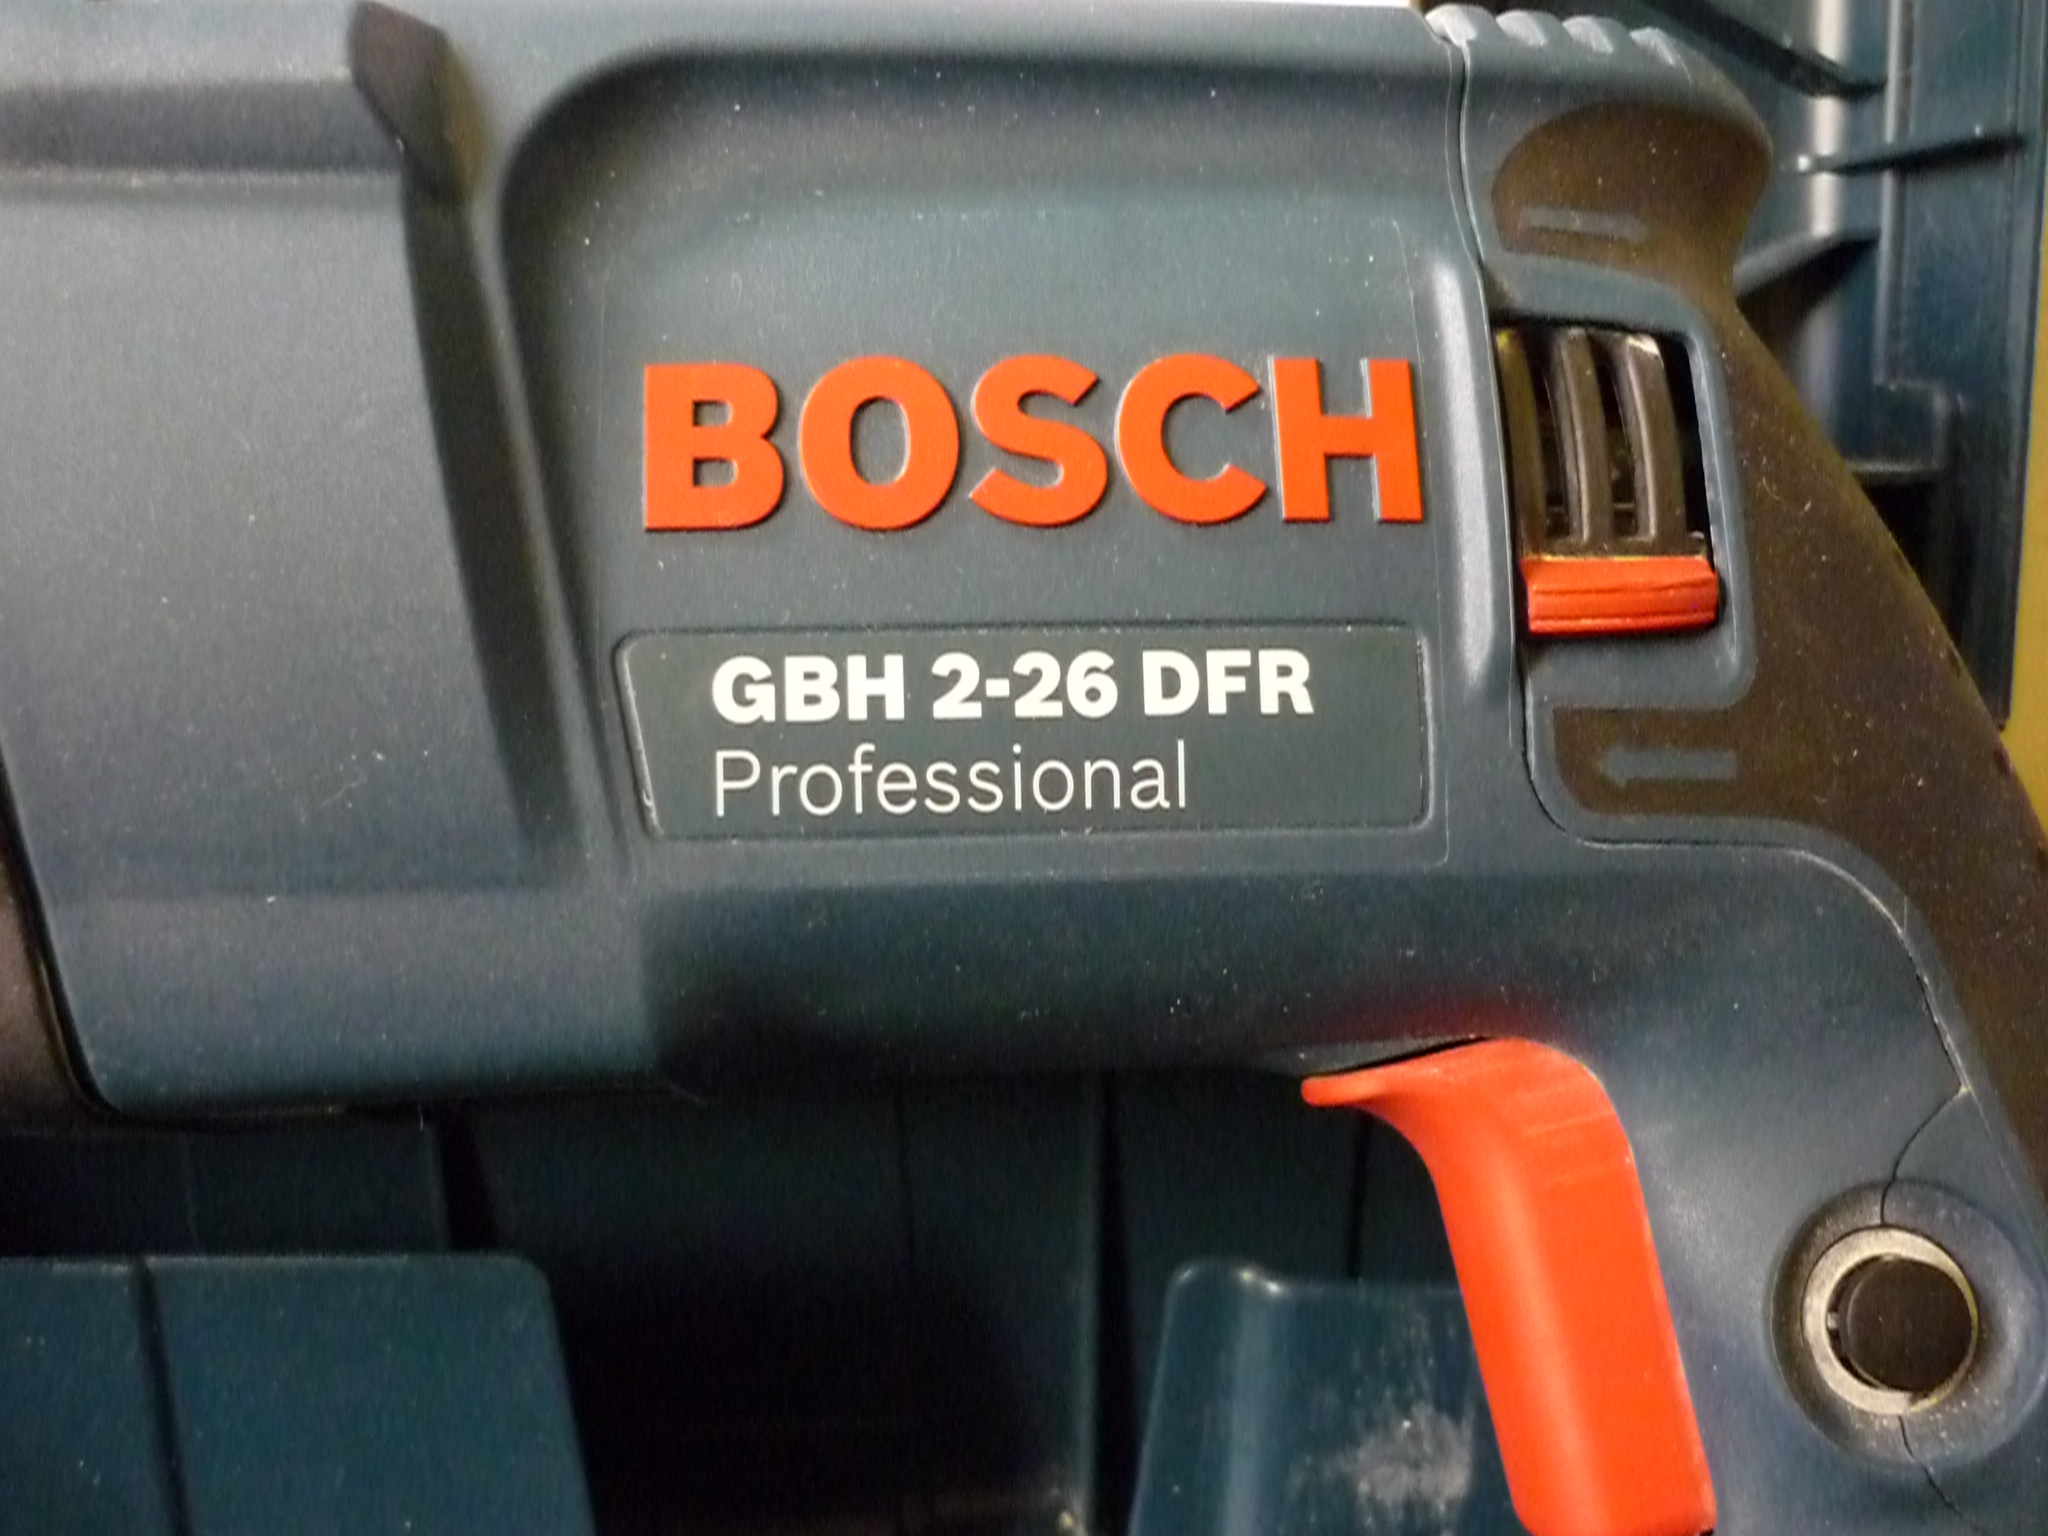 BOSCH
GBH 2-26 DFR
Professional